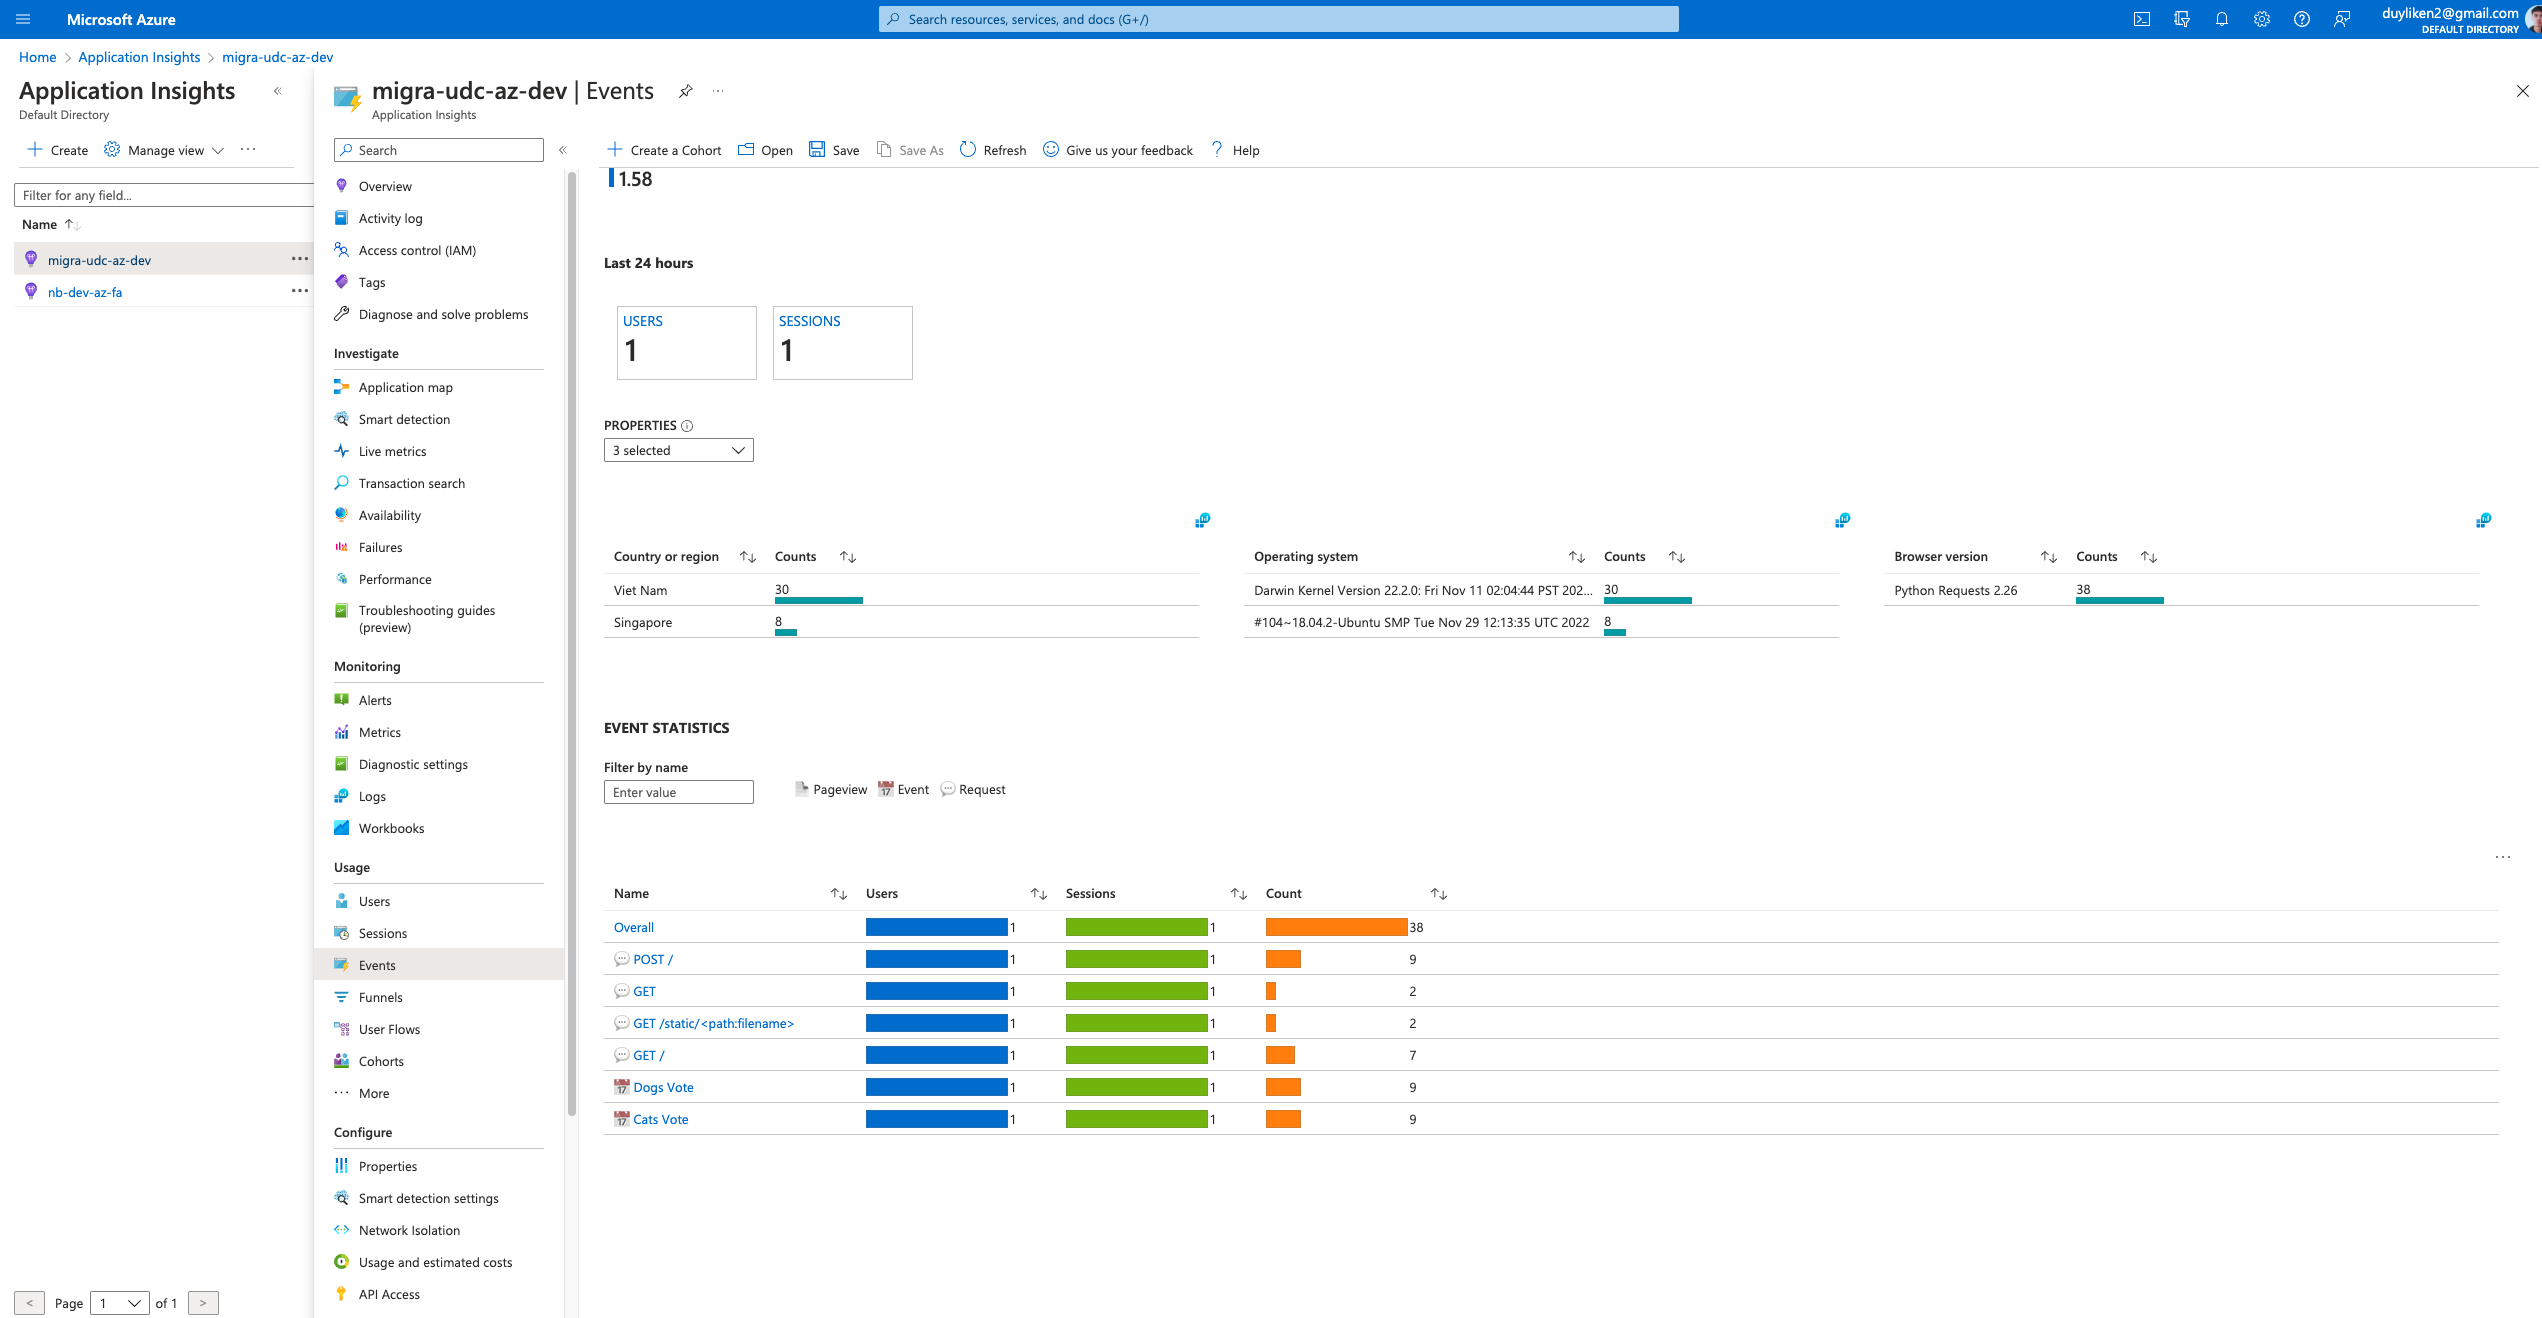 Microsoft Azure
Search resources, services, and docs (G+/)
duyliken2@gmail.com
DEFAULT DIRECTORY
Home > Application Insights > migra-udc-az-dev
Application Insights
Default Directory
Create
Manage view
Filter for any field...
Name
migra-udc-az-dev
nb-dev-az-fa
< Page 1 of 1 >
migra-udc-az-dev | Events
Application Insights
Search
Overview
Activity log
Access control (IAM)
Tags
Diagnose and solve problems
Investigate
Application map
Smart detection
Live metrics
Transaction search
Availability
Failures
Performance
Troubleshooting guides
(preview)
Monitoring
Alerts
Metrics
Diagnostic settings
Logs
Workbooks
Usage
Users
Sessions
Events
Funnels
User Flows
Cohorts
More
Configure
Properties
Smart detection settings
Network Isolation
Usage and estimated costs
API Access
Create a Cohort Open Save Save As Refresh Give us your feedback ? Help
1.58
Last 24 hours
USERS
1
SESSIONS
1
PROPERTIES
3 selected
Country or region Counts
Viet Nam 30
Singapore 8
Operating system Counts
Darwin Kernel Version 22.2.0: Fri Nov 11 02:04:44 PST 202... 30
#104~18.04.2-Ubuntu SMP Tue Nov 29 12:13:35 UTC 2022 8
Browser version Counts
Python Requests 2.26 38
EVENT STATISTICS
Filter by name
Enter value
Pageview 17 Event Request
Name Users Sessions Count
Overall 1 1 38
POST / 1 1 9
GET 1 1 2
GET /static/<path:filename> 1 1 2
GET / 1 1 7
17 Dogs Vote 1 1 9
17 Cats Vote 1 1 9